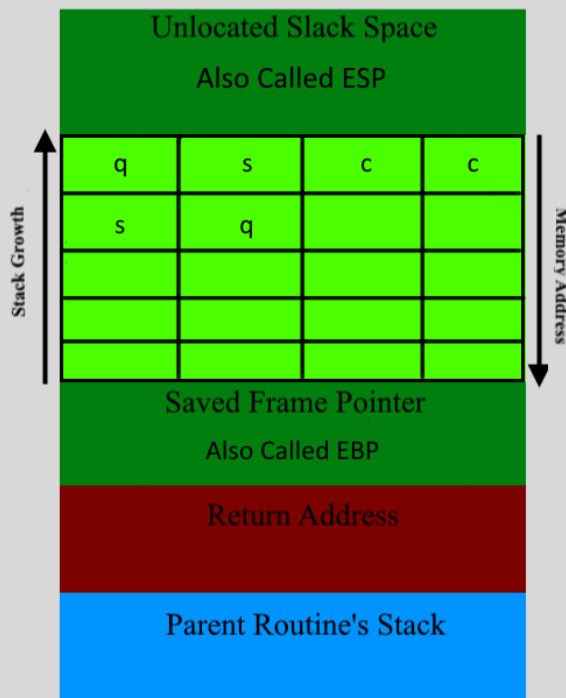 Unlocated Slack Space
Also Called ESP
q s c c
s q
Stack Growth
Memory Address
Saved Frame Pointer
Also Called EBP
Return Address
Parent Routine's Stack